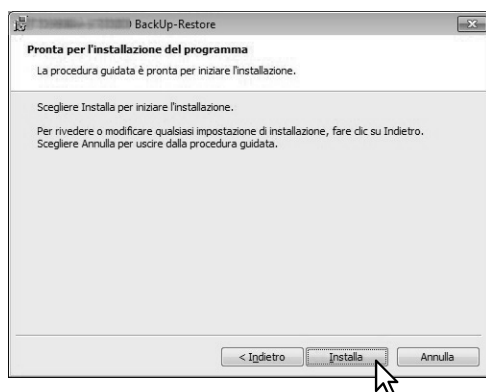 BackUp-Restore
Pronta per l'installazione del programma
La procedura guidata è pronta per iniziare l'installazione.
Scegliere Installa per iniziare l'installazione.
Per rivedere o modificare qualsiasi impostazione di installazione, fare clic su Indietro.
Scegliere Annulla per uscire dalla procedura guidata.
< Indietro Installa Annulla